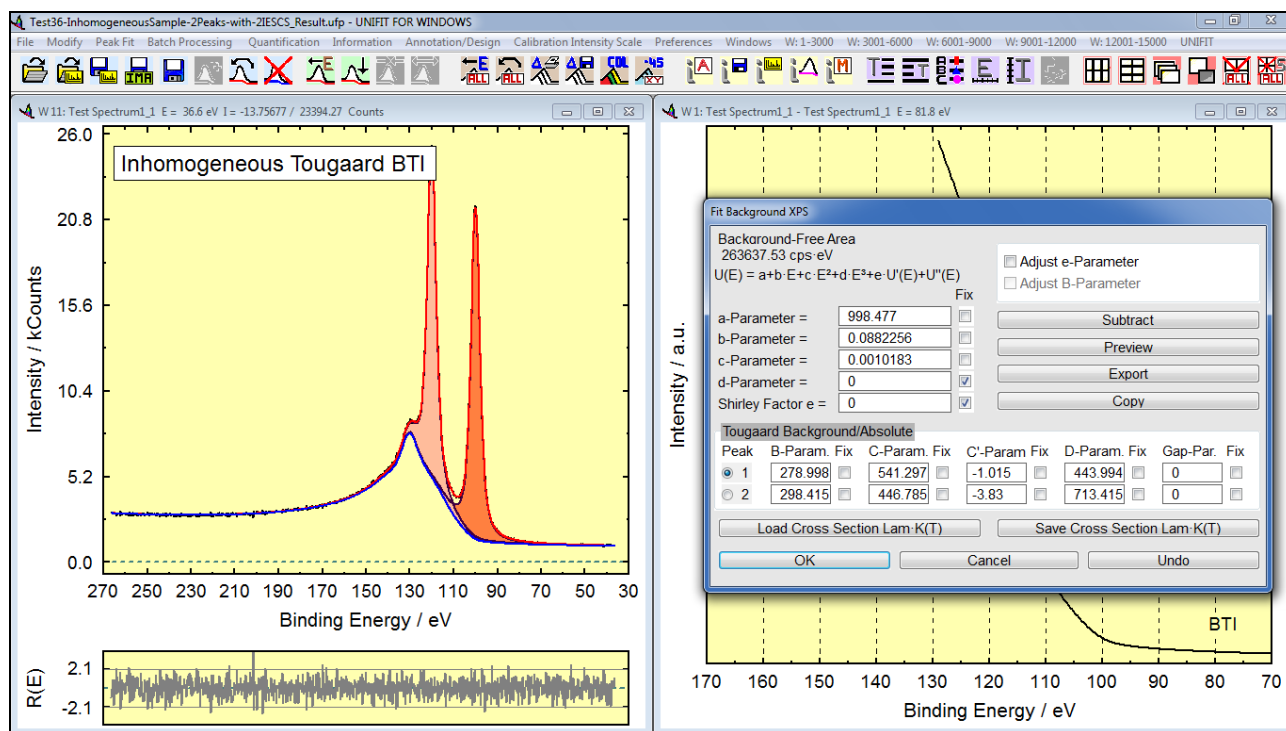 Test36-InhomogeneousSample-2Peaks-with-2IESCS_Result.ufp - UNIFIT FOR WINDOWS
File Modify Peak Fit Batch Processing Quantification Information Annotation/Design Calibration Intensity Scale Preferences Windows W: 1-3000 W: 3001-6000 W: 6001-9000 W: 9001-12000 W: 12001-15000 UNIFIT
IMA E E ALL ALL COL -45 XY A M E ALL
W 11: Test Spectrum1_1 E = 36.6 eV I = -13.75677 / 23394.27 Counts
Inhomogeneous Tougaard BTI
Intensity / kCounts
26.0
20.8
15.6
10.4
5.2
0.0
270 250 230 210 190 170 150 130 110 90 70 50 30
Binding Energy / eV
R(E)
2.1
-2.1
W 1: Test Spectrum1_1 - Test Spectrum1_1 E = 81.8 eV
Intensity / a.u.
Fit Background XPS
Background-Free Area
263637.53 cps·eV
U(E) = a+b·E+c·E²+d·E³+e·U'(E)+U''(E)
Adjust e-Parameter
Adjust B-Parameter
Fix
a-Parameter = 998.477
b-Parameter = 0.0882256
c-Parameter = 0.0010183
d-Parameter = 0
Shirley Factor e = 0
Subtract
Preview
Export
Copy
Tougaard Background/Absolute
Peak B-Param. Fix C-Param. Fix C'-Param Fix D-Param. Fix Gap-Par. Fix
1 278.998 541.297 -1.015 443.994 0
2 298.415 446.785 -3.83 713.415 0
Load Cross Section Lam·K(T) Save Cross Section Lam·K(T)
OK Cancel Undo
BTI
170 160 150 140 130 120 110 100 90 80 70
Binding Energy / eV